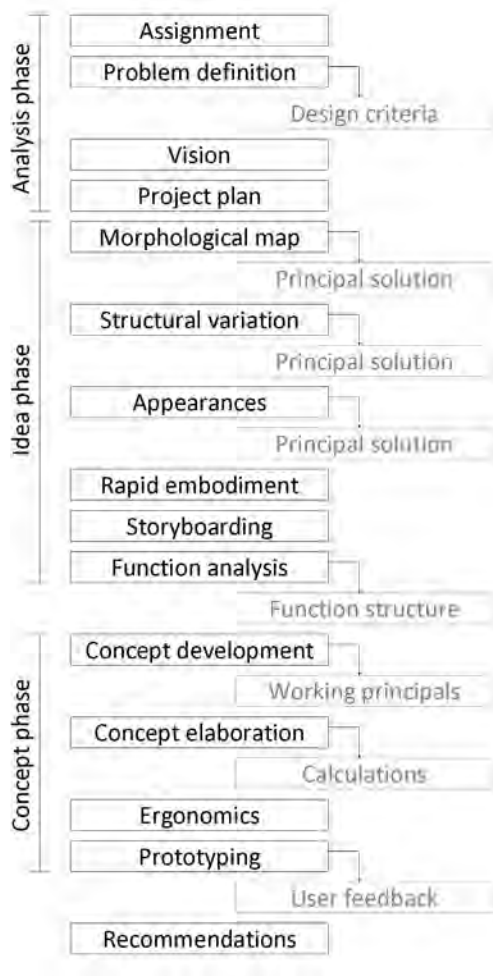 Analysis phase
Assignment
Problem definition
Design criteria
Vision
Project plan
Idea phase
Morphological map
Principal solution
Structural variation
Principal solution
Appearances
Principal solution
Rapid embodiment
Storyboarding
Function analysis
Function structure
Concept phase
Concept development
Working principals
Concept elaboration
Calculations
Ergonomics
Prototyping
User feedback
Recommendations